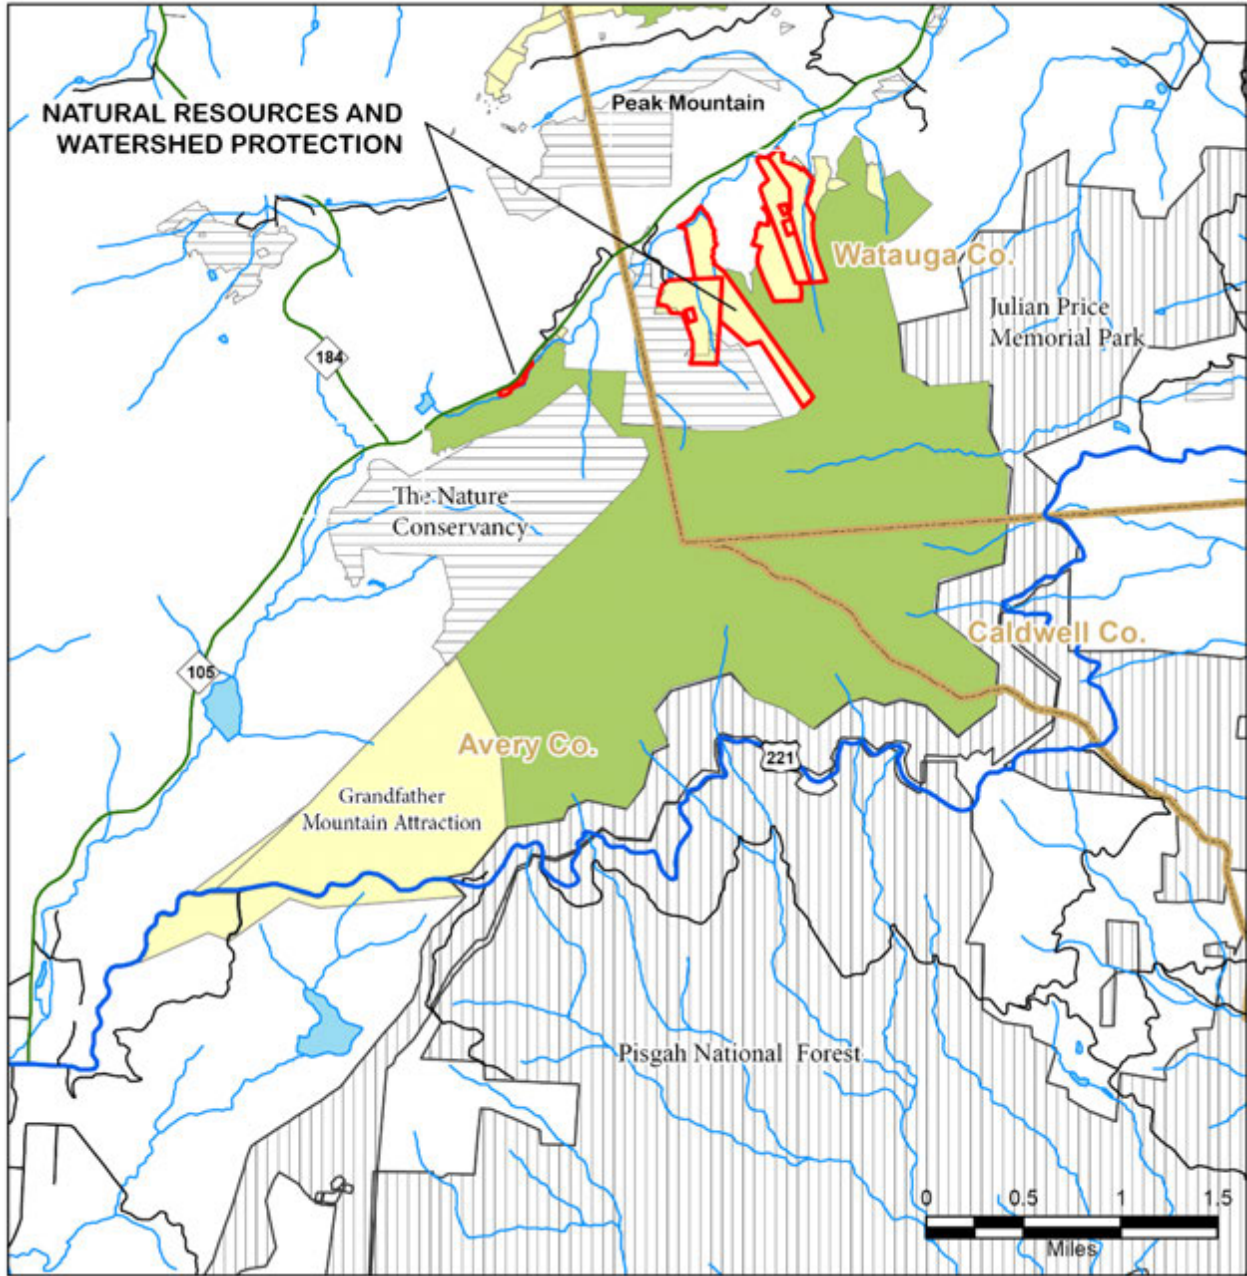 NATURAL RESOURCES AND
WATERSHED PROTECTION
Peak Mountain
Watauga Co.
Julian Price
Memorial Park
184
The Nature
Conservancy
Caldwell Co.
105
Avery Co.
221
Grandfather
Mountain Attraction
Pisgah National Forest
0 0.5 1 1.5
Miles